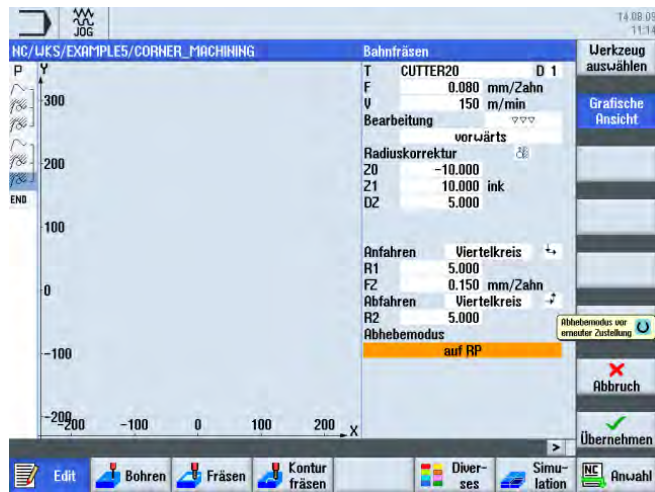 JOG
14.08.09
11:14
NC/WKS/EXAMPLE5/CORNER_MACHINING
P
Y
300
200
100
0
-100
-200
-200 -100 0 100 200 X
END
Bahnfräsen
T CUTTER20 D 1
F 0.080 mm/Zahn
V 150 m/min
Bearbeitung ▽▽▽
vorwärts
Radiuskorrektur
Z0 -10.000
Z1 10.000 ink
DZ 5.000
Anfahren Viertelkreis
R1 5.000
FZ 0.150 mm/Zahn
Abfahren Viertelkreis
R2 5.000
Abhebemodus
auf RP
Werkzeug
auswählen
Grafische
Ansicht
Abhebemodus vor
erneuter Zustellung
Abbruch
Übernehmen
>
Edit
Bohren
Fräsen
Kontur
fräsen
Diver-
ses
Simu-
lation
NC Anwahl